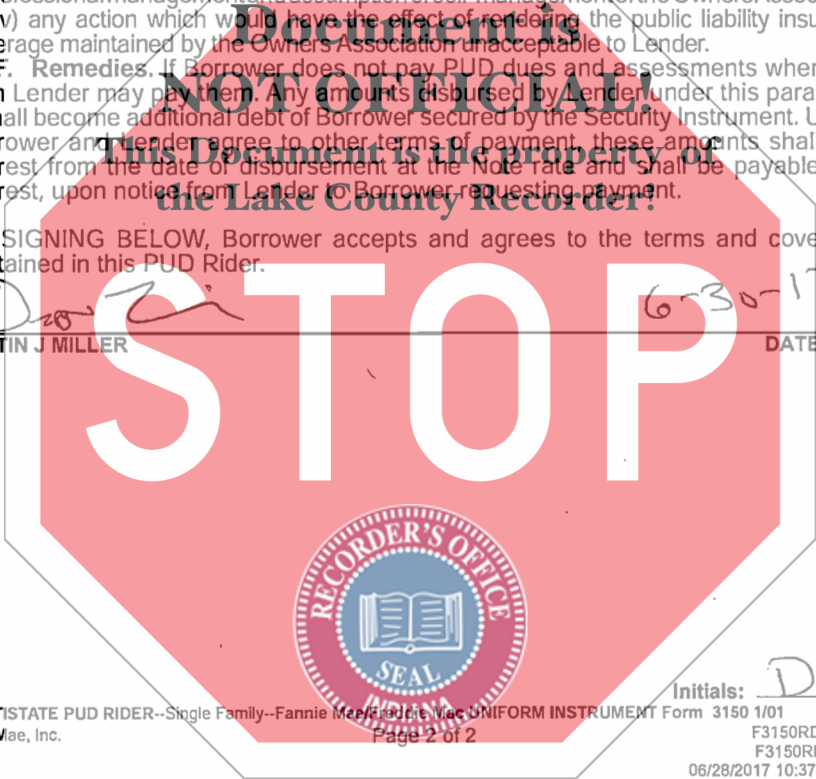 v) any action which would have the effect of rendering the public liability insu
erage maintained by the Owners Association unacceptable to Lender.
Document is
F. Remedies. If Borrower does not pay PUD dues and assessments when
Lender may pay them. Any amounts disbursed by Lender under this para
NOT OFFICIAL!
all become additional debt of Borrower secured by the Security Instrument. U
rower and Lender agree to other terms of payment, these amounts shal
This Document is the property of
rest from the date of disbursement at the Note rate and shall be payable
rest, upon notice from Lender to Borrower requesting payment.
the Lake County Recorder!
SIGNING BELOW, Borrower accepts and agrees to the terms and cove
tained in this PUD Rider.
6-30-17
TIN J MILLER DATE
STOP
RECORDER'S OFFICE
SEAL
INDIANA
Initials: D
TISTATE PUD RIDER--Single Family--Fannie Mae/Freddie Mac UNIFORM INSTRUMENT Form 3150 1/01
Mae, Inc. Page 2 of 2 F3150RD
F3150RD
06/28/2017 10:37